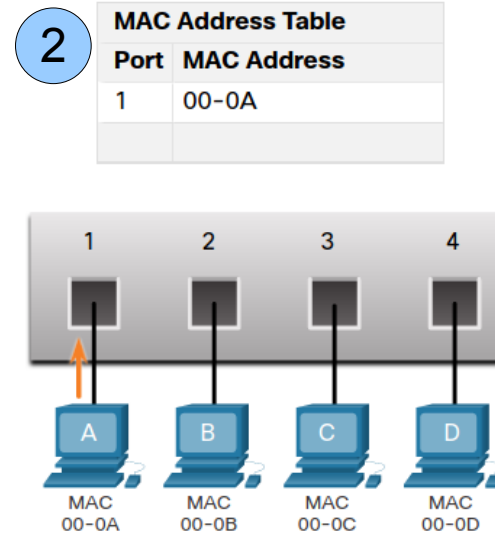 2
MAC Address Table
Port MAC Address
1 00-0A
1 2 3 4
A B C D
MAC MAC MAC MAC
00-0A 00-0B 00-0C 00-0D